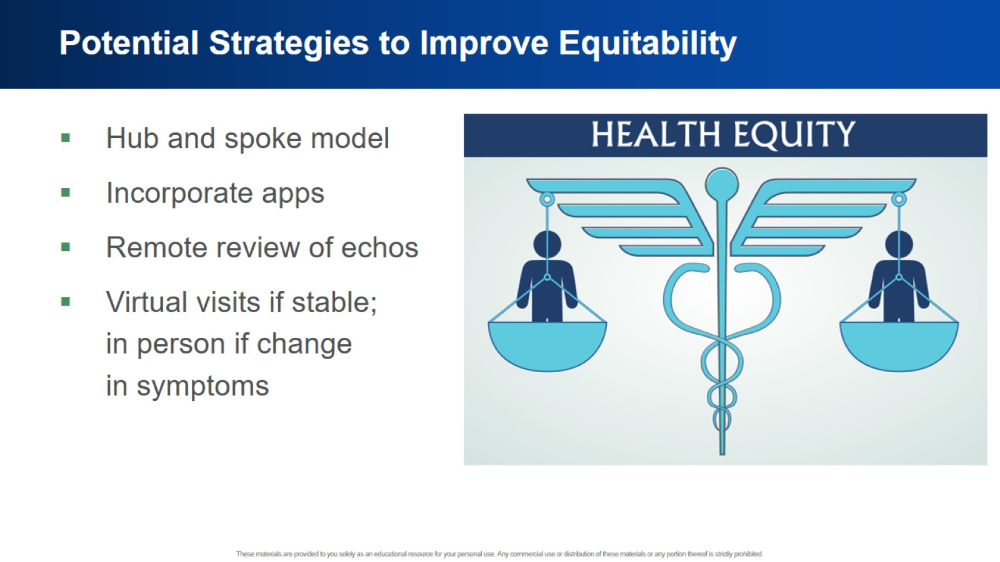 Potential Strategies to Improve Equitability
▪ Hub and spoke model
▪ Incorporate apps
▪ Remote review of echos
▪ Virtual visits if stable;
in person if change
in symptoms
HEALTH EQUITY
These materials are provided to you solely as an educational resource for your personal use. Any commercial use or distribution of these materials or any portion thereof is strictly prohibited.